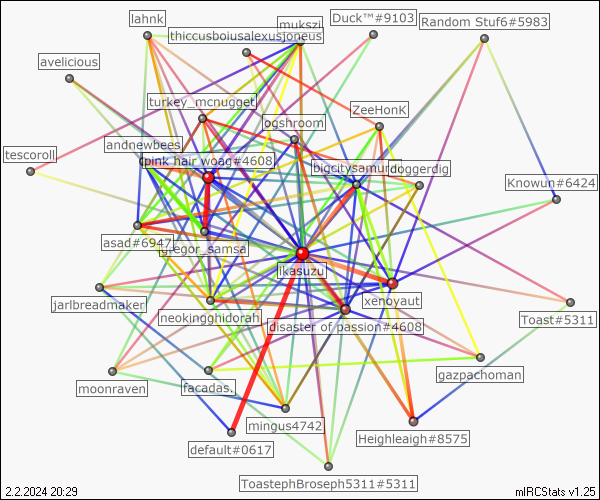 lahnk
mukszi
Duck™#9103
Random Stuf6#5983
thiccusboiusalexusjoneus
avelicious
turkey_mcnugget
ZeeHonK
ogshroom
andnewbees
tescoroll
pink hair woag#4608
bigcitysamurai
doggerdig
Knowun#6424
asad#6947
gregor_samsa
ikasuzu
jarlbreadmaker
neokingghidorah
xenoyaut
Toast#5311
disaster of passion#4608
moonraven
facadas.
gazpachoman
mingus4742
default#0617
Heighleaigh#8575
ToastephBroseph5311#5311
2.2.2024 20:29
mIRCStats v1.25